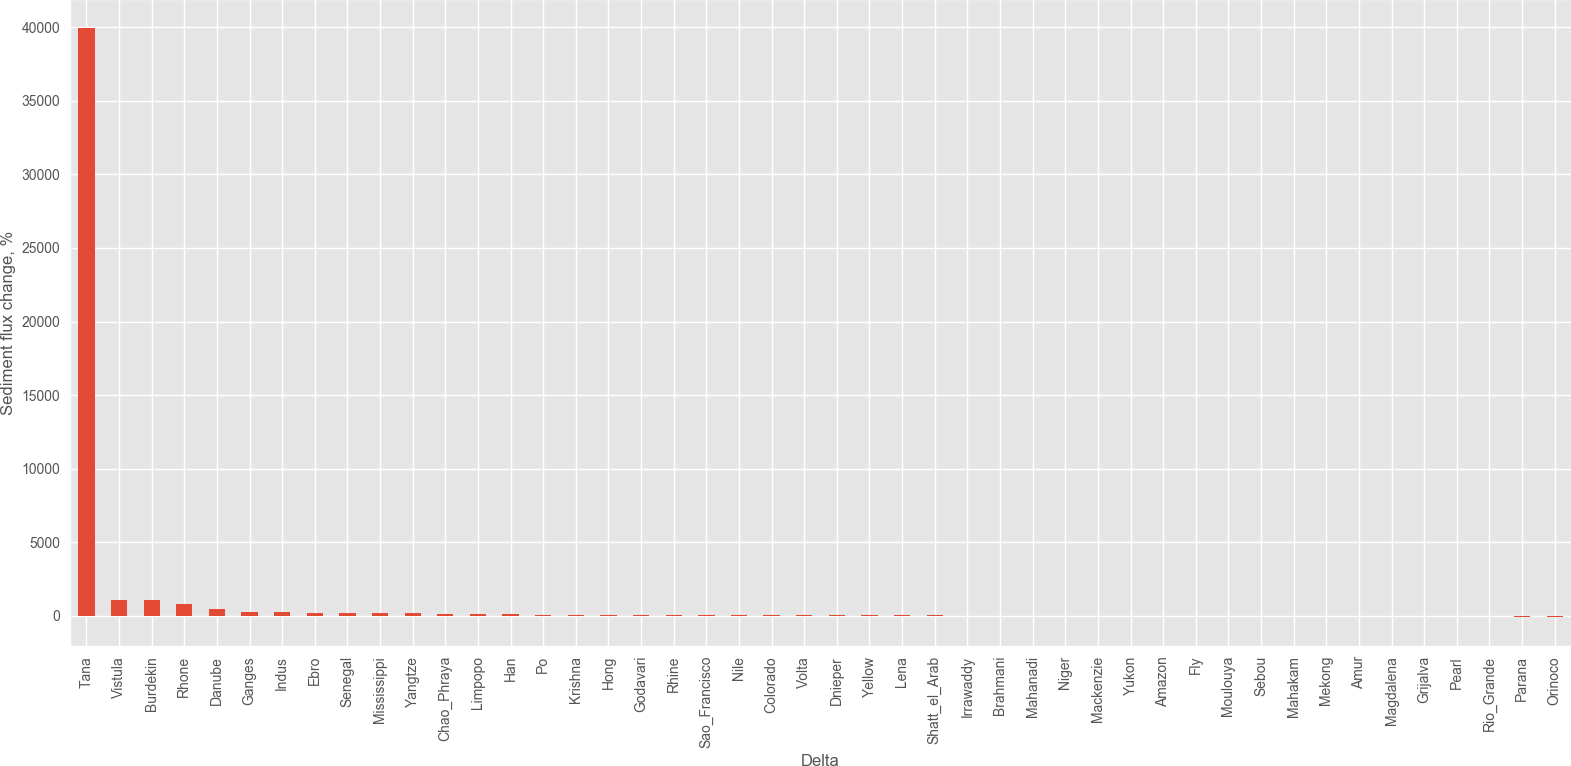 40000
35000
30000
25000
20000
15000
10000
5000
0
Sediment flux change, %
Tana
Vistula
Burdekin
Rhone
Danube
Ganges
Indus
Ebro
Senegal
Mississippi
Yangtze
Chao_Phraya
Limpopo
Han
Po
Krishna
Hong
Godavari
Rhine
Sao_Francisco
Nile
Colorado
Volta
Dnieper
Yellow
Lena
Shatt_el_Arab
Irrawaddy
Brahmani
Mahanadi
Niger
Mackenzie
Yukon
Amazon
Fly
Moulouya
Sebou
Mahakam
Mekong
Amur
Magdalena
Grijalva
Pearl
Rio_Grande
Parana
Orinoco
Delta